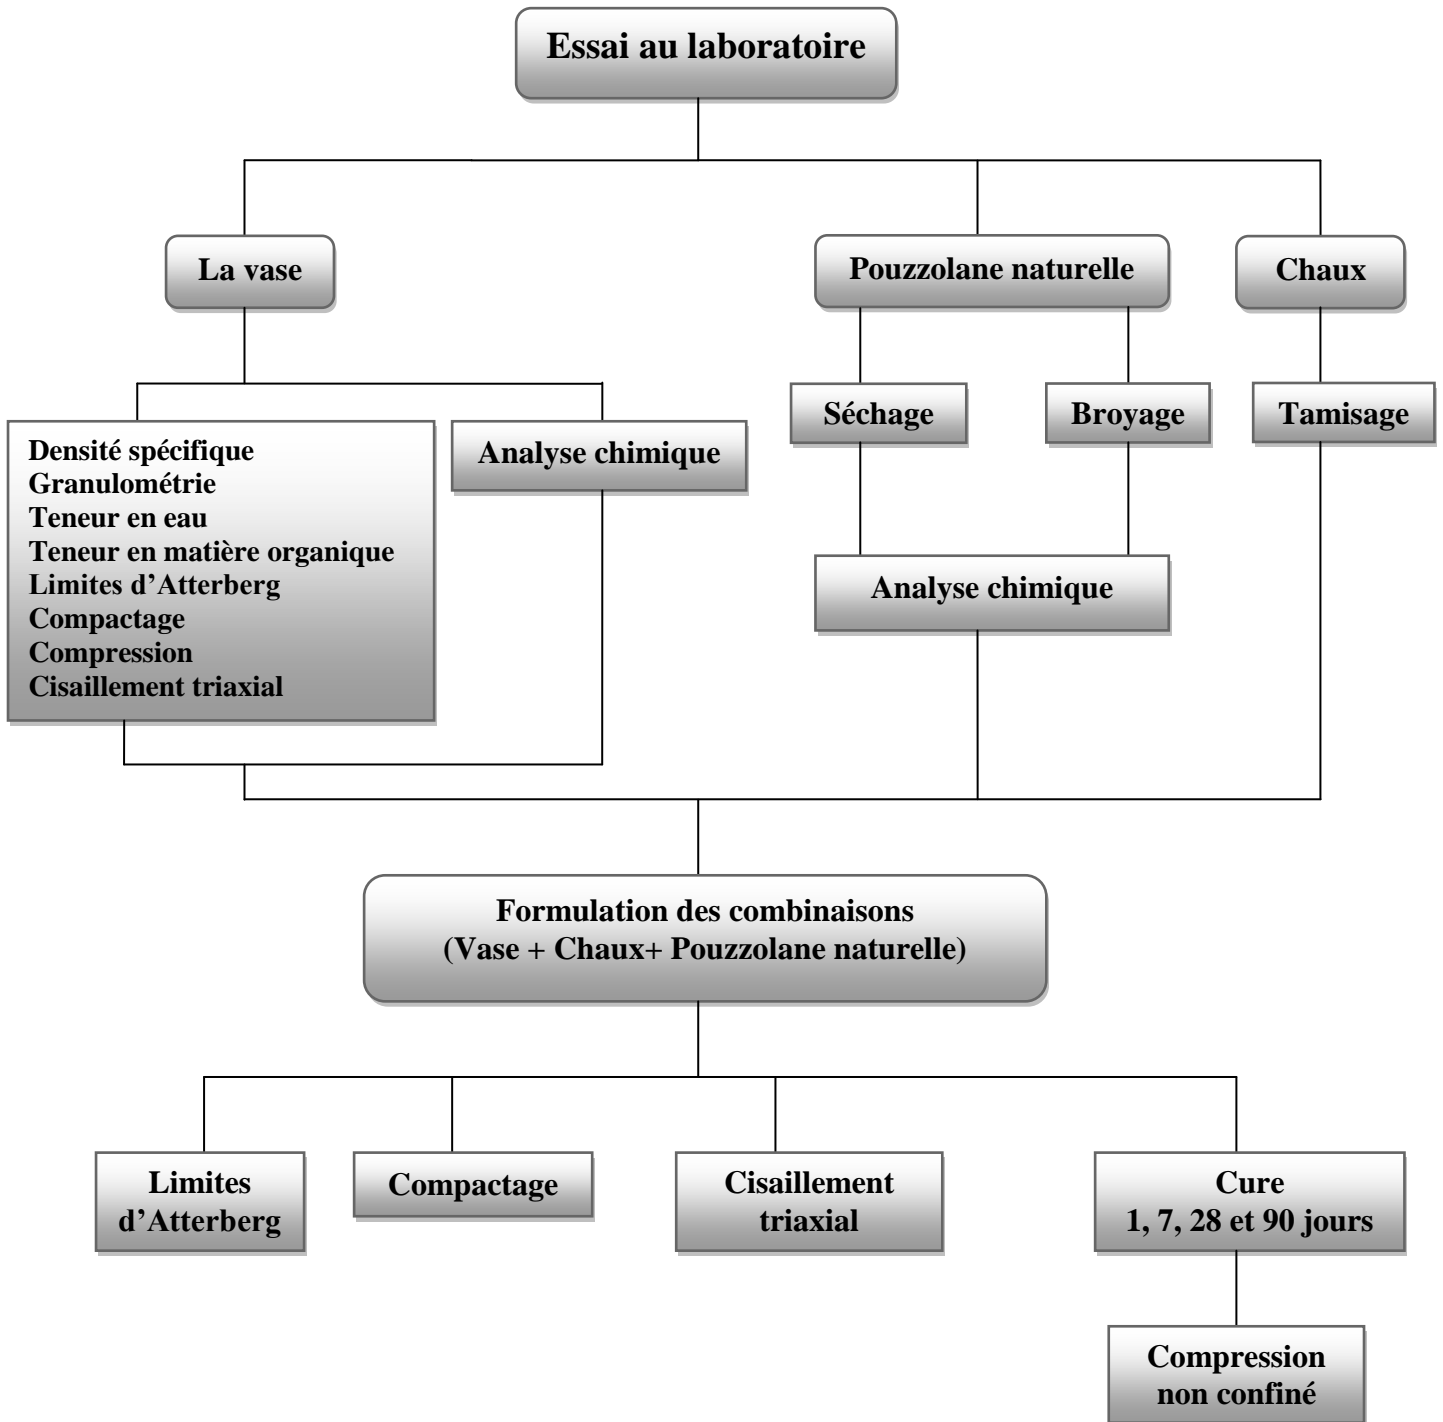 Essai au laboratoire
La vase
Pouzzolane naturelle
Chaux
Densité spécifique
Granulométrie
Teneur en eau
Teneur en matière organique
Limites d’Atterberg
Compactage
Compression
Cisaillement triaxial
Analyse chimique
Séchage
Broyage
Tamisage
Analyse chimique
Formulation des combinaisons
(Vase + Chaux+ Pouzzolane naturelle)
Limites
d’Atterberg
Compactage
Cisaillement
triaxial
Cure
1, 7, 28 et 90 jours
Compression
non confiné